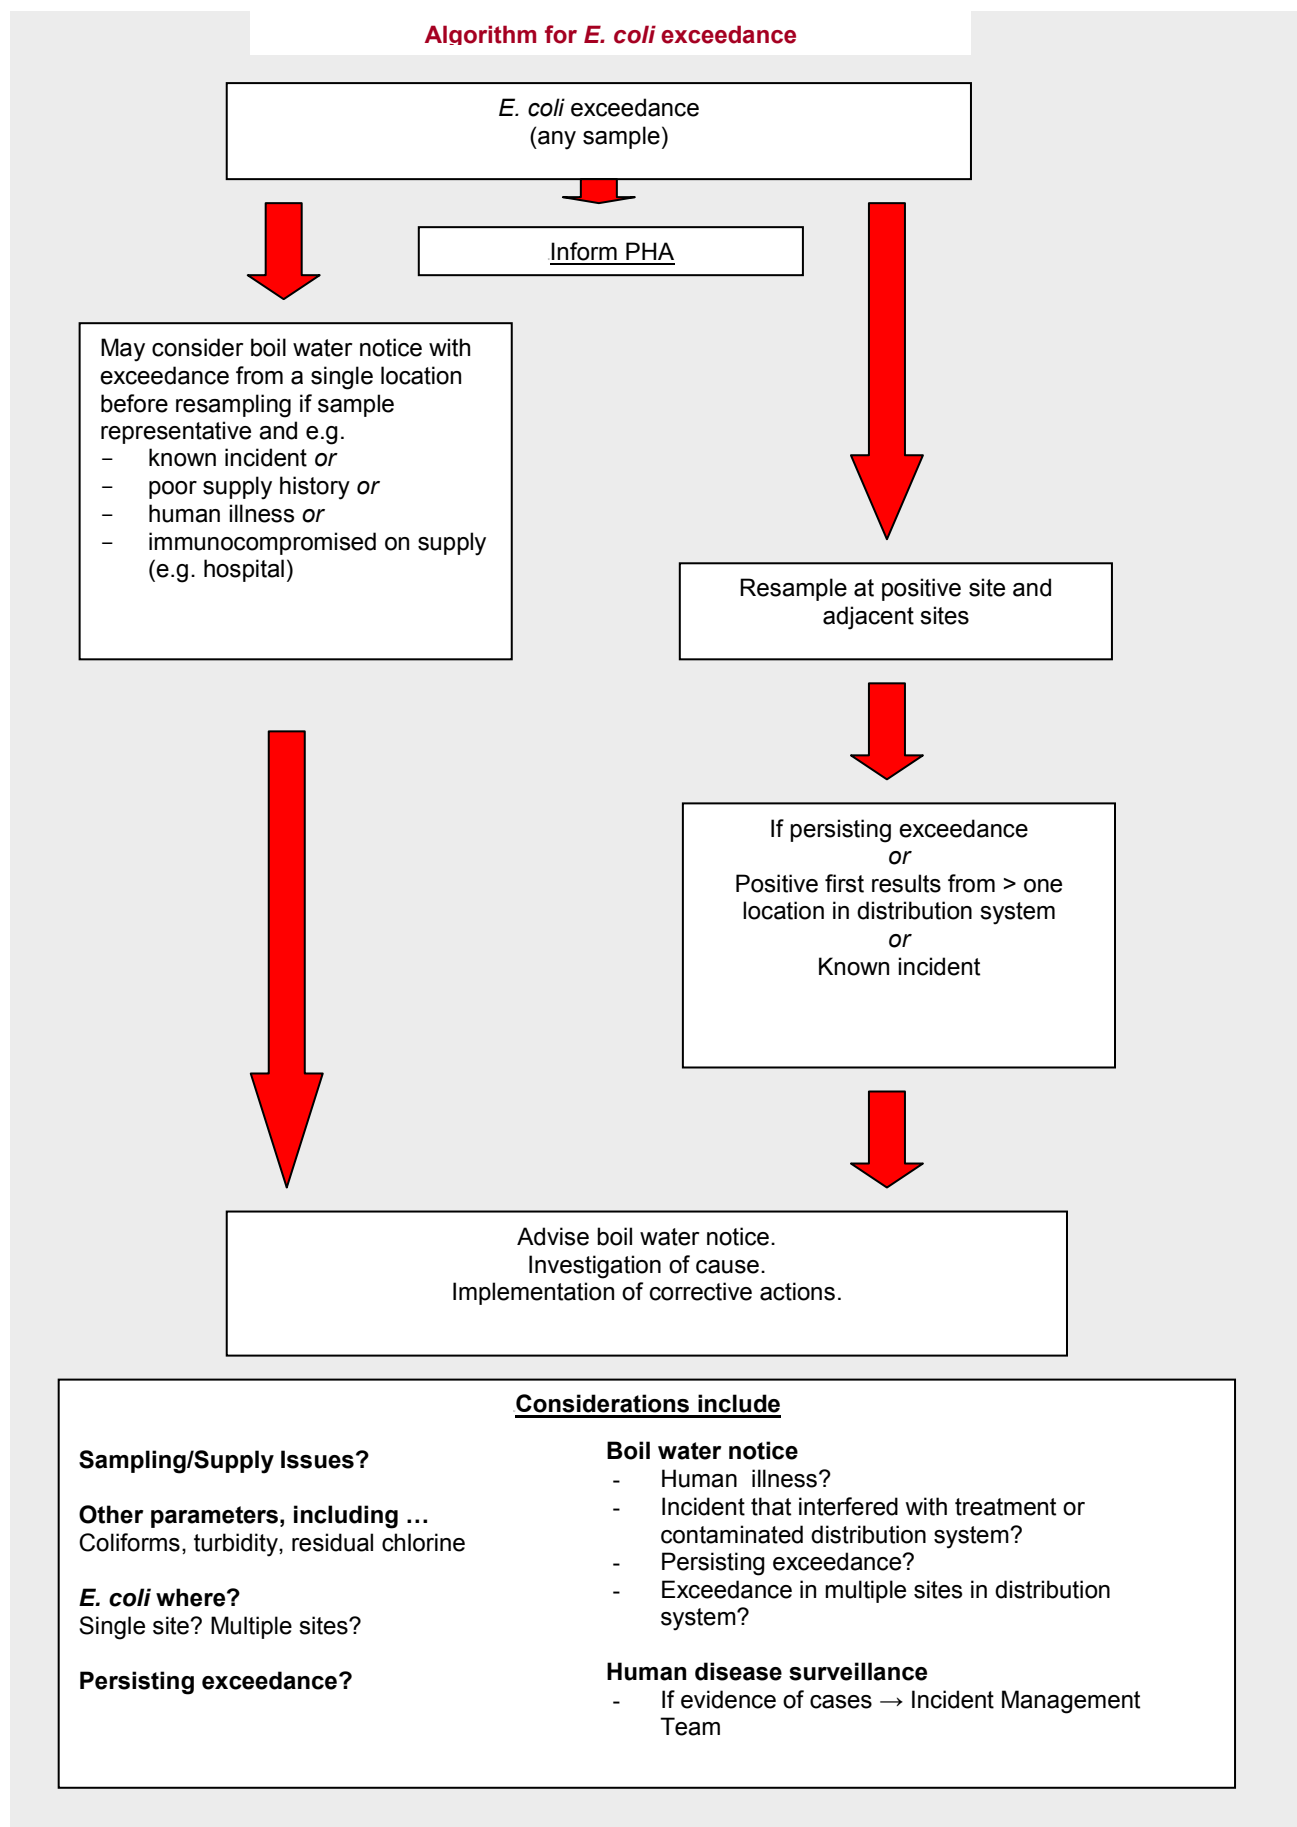 Algorithm for E. coli exceedance
E. coli exceedance
(any sample)
Inform PHA
May consider boil water notice with
exceedance from a single location
before resampling if sample
representative and e.g.
- known incident or
- poor supply history or
- human illness or
- immunocompromised on supply
(e.g. hospital)
Resample at positive site and
adjacent sites
If persisting exceedance
or
Positive first results from > one
location in distribution system
or
Known incident
Advise boil water notice.
Investigation of cause.
Implementation of corrective actions.
Considerations include
Sampling/Supply Issues?
Other parameters, including …
Coliforms, turbidity, residual chlorine
E. coli where?
Single site? Multiple sites?
Persisting exceedance?
Boil water notice
- Human illness?
- Incident that interfered with treatment or
contaminated distribution system?
- Persisting exceedance?
- Exceedance in multiple sites in distribution
system?
Human disease surveillance
- If evidence of cases → Incident Management
Team